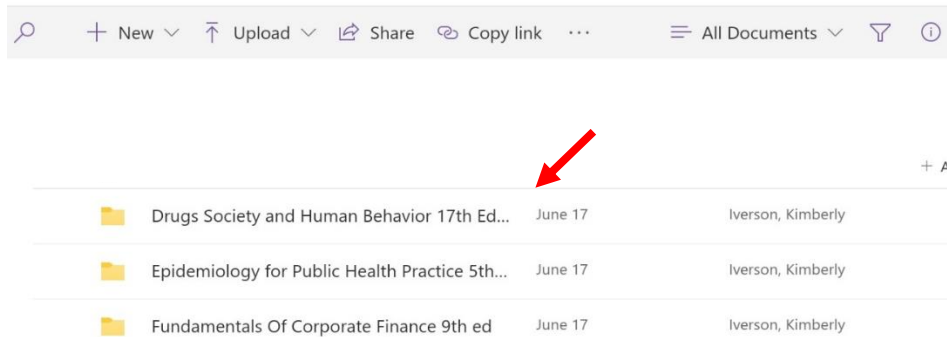 New Upload Share Copy link ... All Documents
+ A
Drugs Society and Human Behavior 17th Ed... June 17 Iverson, Kimberly
Epidemiology for Public Health Practice 5th... June 17 Iverson, Kimberly
Fundamentals Of Corporate Finance 9th ed June 17 Iverson, Kimberly